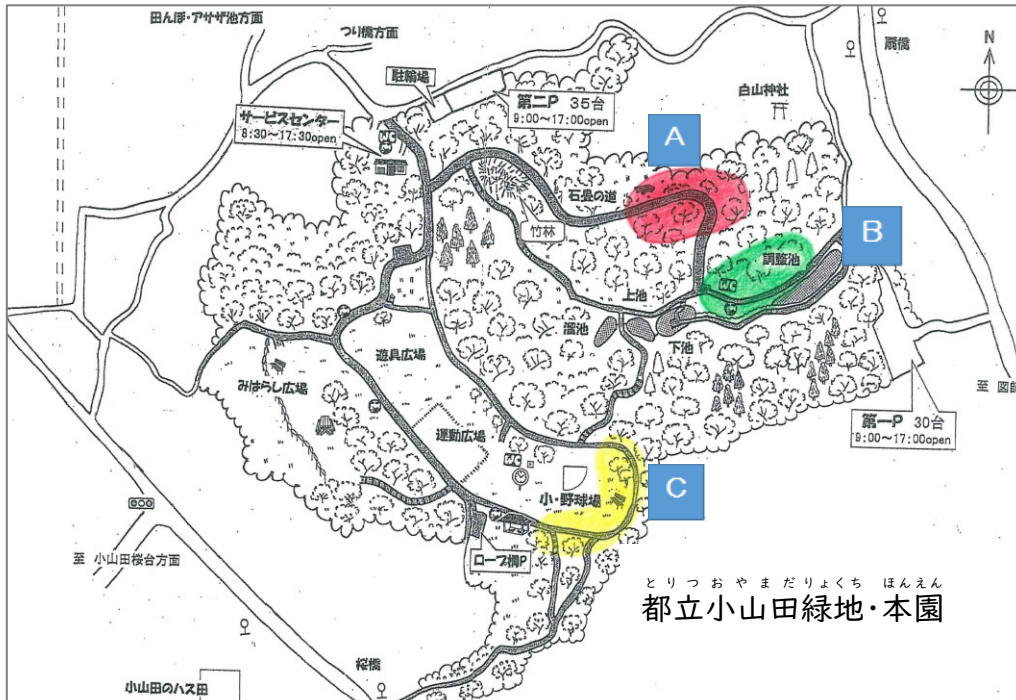 田んぼ・アサザ池方面
つり橋方面
扇橋
N
駐輪場
第二P 35台
9:00～17:00open
白山神社
サービスセンター
8:30～17:30open
WC
A
石畳の道
竹林
B
調整池
WC
上池
溜池
下池
遊具広場
みはらし広場
至 図師
第一P 30台
9:00～17:00open
運動広場
WC
小・野球場
C
ロープ柵P
至 小山田桜台方面
とりつおやまだりょくち ほんえん
都立小山田緑地・本園
桜橋
小山田のハス田